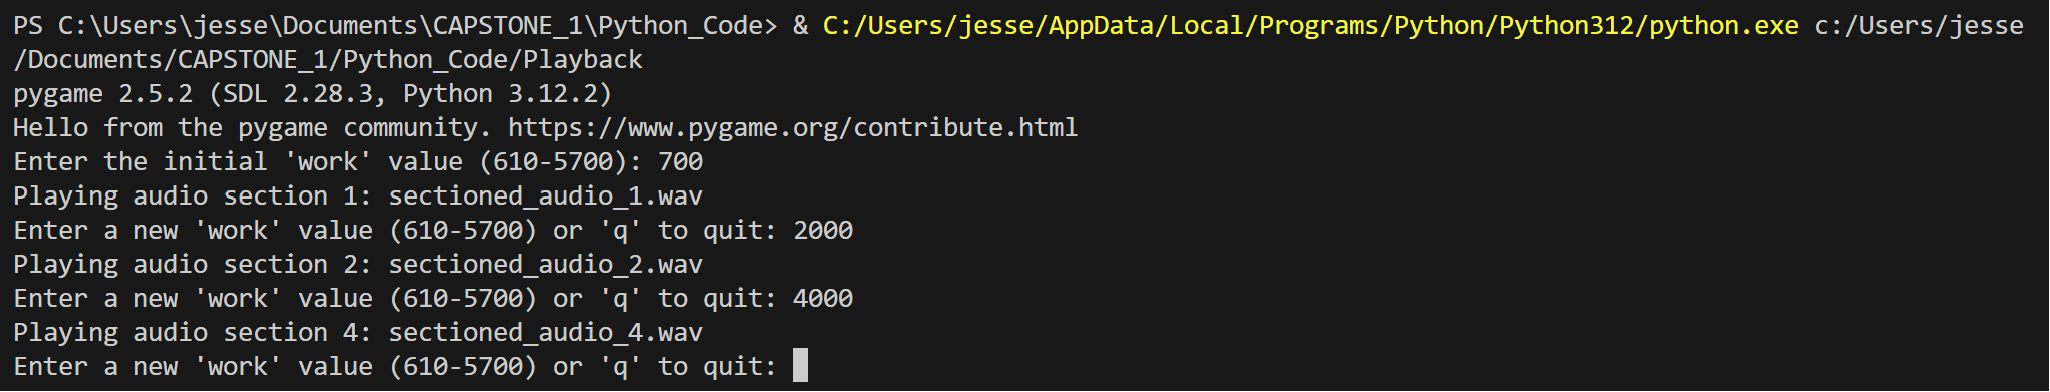 PS C:\Users\jesse\Documents\CAPSTONE_1\Python_Code> & C:/Users/jesse/AppData/Local/Programs/Python/Python312/python.exe c:/Users/jesse
/Documents/CAPSTONE_1/Python_Code/Playback
pygame 2.5.2 (SDL 2.28.3, Python 3.12.2)
Hello from the pygame community. https://www.pygame.org/contribute.html
Enter the initial 'work' value (610-5700): 700
Playing audio section 1: sectioned_audio_1.wav
Enter a new 'work' value (610-5700) or 'q' to quit: 2000
Playing audio section 2: sectioned_audio_2.wav
Enter a new 'work' value (610-5700) or 'q' to quit: 4000
Playing audio section 4: sectioned_audio_4.wav
Enter a new 'work' value (610-5700) or 'q' to quit: